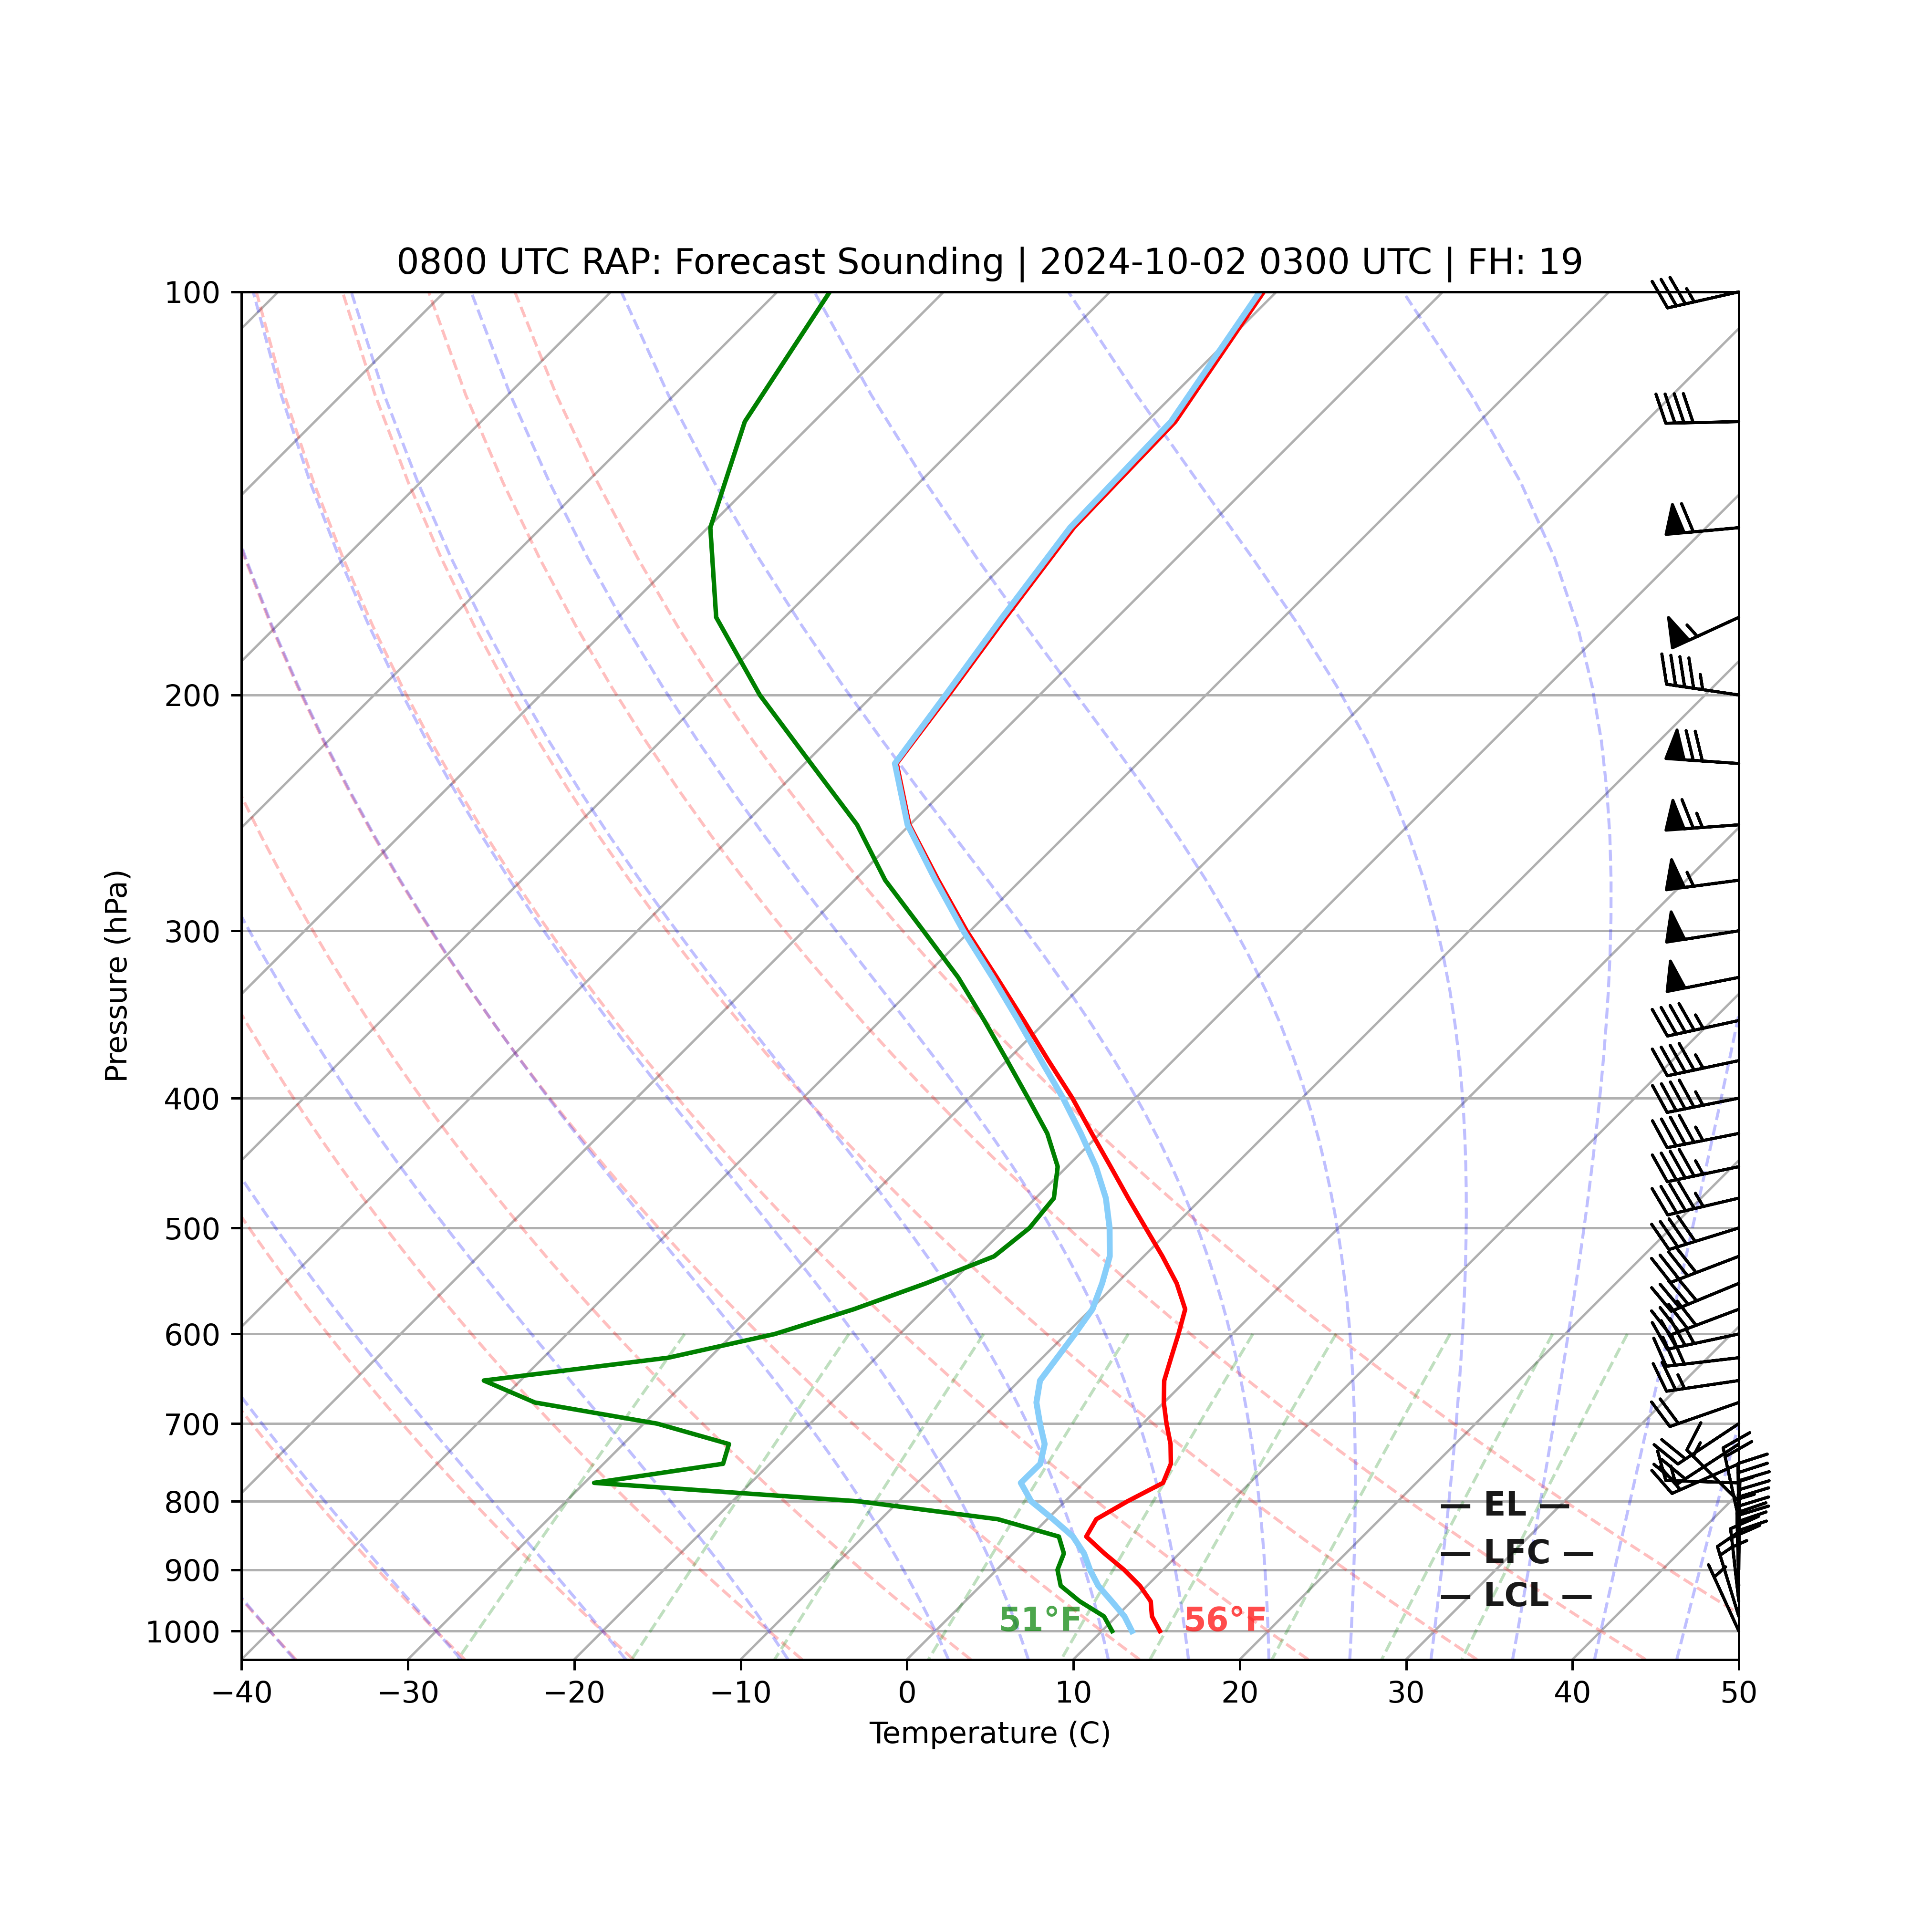 0800 UTC RAP: Forecast Sounding | 2024-10-02 0300 UTC | FH: 19
100
200
300
400
500
600
700
800
900
1000
Pressure (hPa)
— EL —
— LFC —
— LCL —
51°F
56°F
−40 −30 −20 −10 0 10 20 30 40 50
Temperature (C)